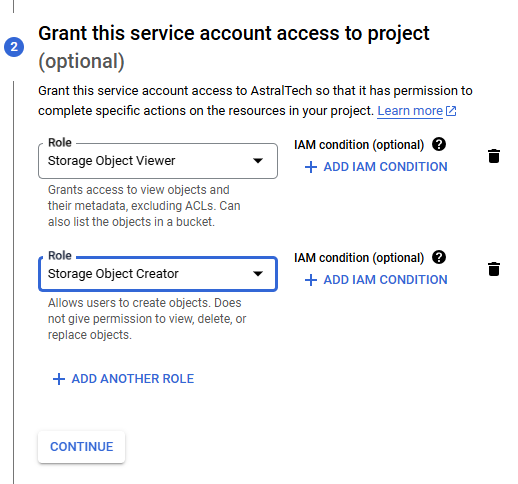 2
Grant this service account access to project
(optional)
Grant this service account access to AstralTech so that it has permission to
complete specific actions on the resources in your project. Learn more
Role
Storage Object Viewer
IAM condition (optional) ?
+ ADD IAM CONDITION
Grants access to view objects and
their metadata, excluding ACLs. Can
also list the objects in a bucket.
Role
Storage Object Creator
IAM condition (optional) ?
+ ADD IAM CONDITION
Allows users to create objects. Does
not give permission to view, delete, or
replace objects.
+ ADD ANOTHER ROLE
CONTINUE